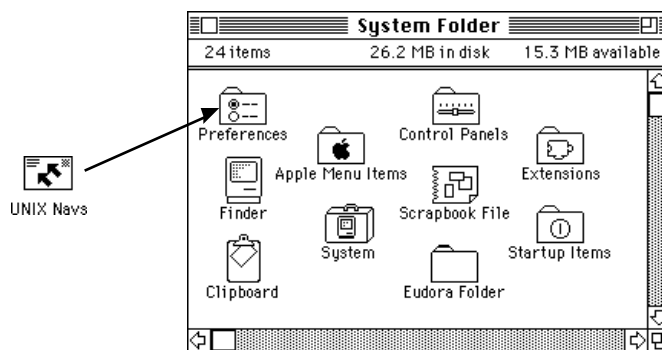 System Folder
24 items 26.2 MB in disk 15.3 MB available
Preferences Control Panels
Apple Menu Items Extensions
UNIX Navs
Finder Scrapbook File
System Startup Items
Clipboard Eudora Folder